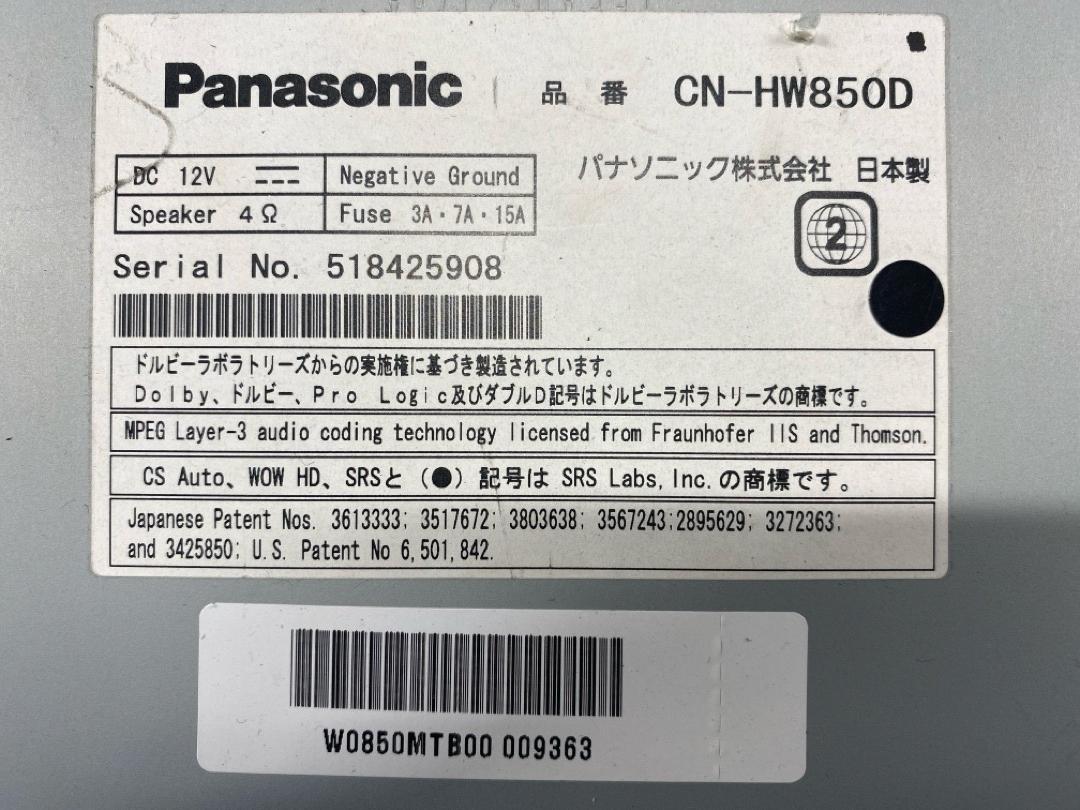 Panasonic 品番 CN-HW850D
DC 12V Negative Ground
Speaker 4Ω Fuse 3A・7A・15A
パナソニック株式会社 日本製
2
Serial No. 518425908
ドルビーラボラトリーズからの実施権に基づき製造されています。
Dolby、ドルビー、Pro Logic及びダブルD記号はドルビーラボラトリーズの商標です。
MPEG Layer-3 audio coding technology licensed from Fraunhofer IIS and Thomson.
CS Auto、WOW HD、SRSと(●)記号は SRS Labs,Inc.の商標です。
Japanese Patent Nos. 3613333; 3517672; 3803638; 3567243;2895629; 3272363;
and 3425850; U.S. Patent No 6,501,842.
W0850MTB00 009363